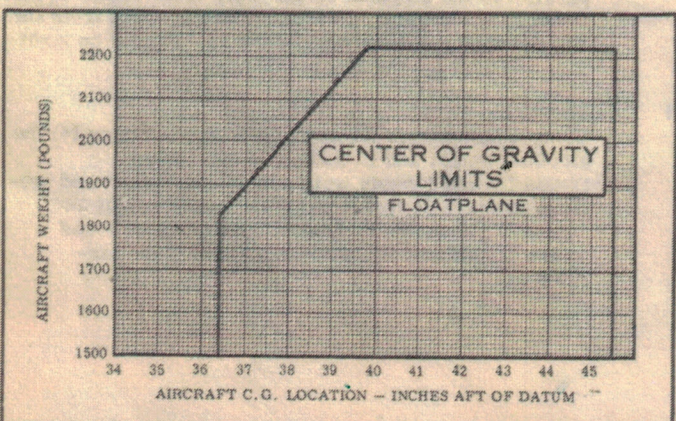 2200
2100
2000
1900
1800
1700
1600
1500
AIRCRAFT WEIGHT (POUNDS)
CENTER OF GRAVITY
LIMITS
FLOATPLANE
34 35 36 37 38 39 40 41 42 43 44 45
AIRCRAFT C.G. LOCATION - INCHES AFT OF DATUM